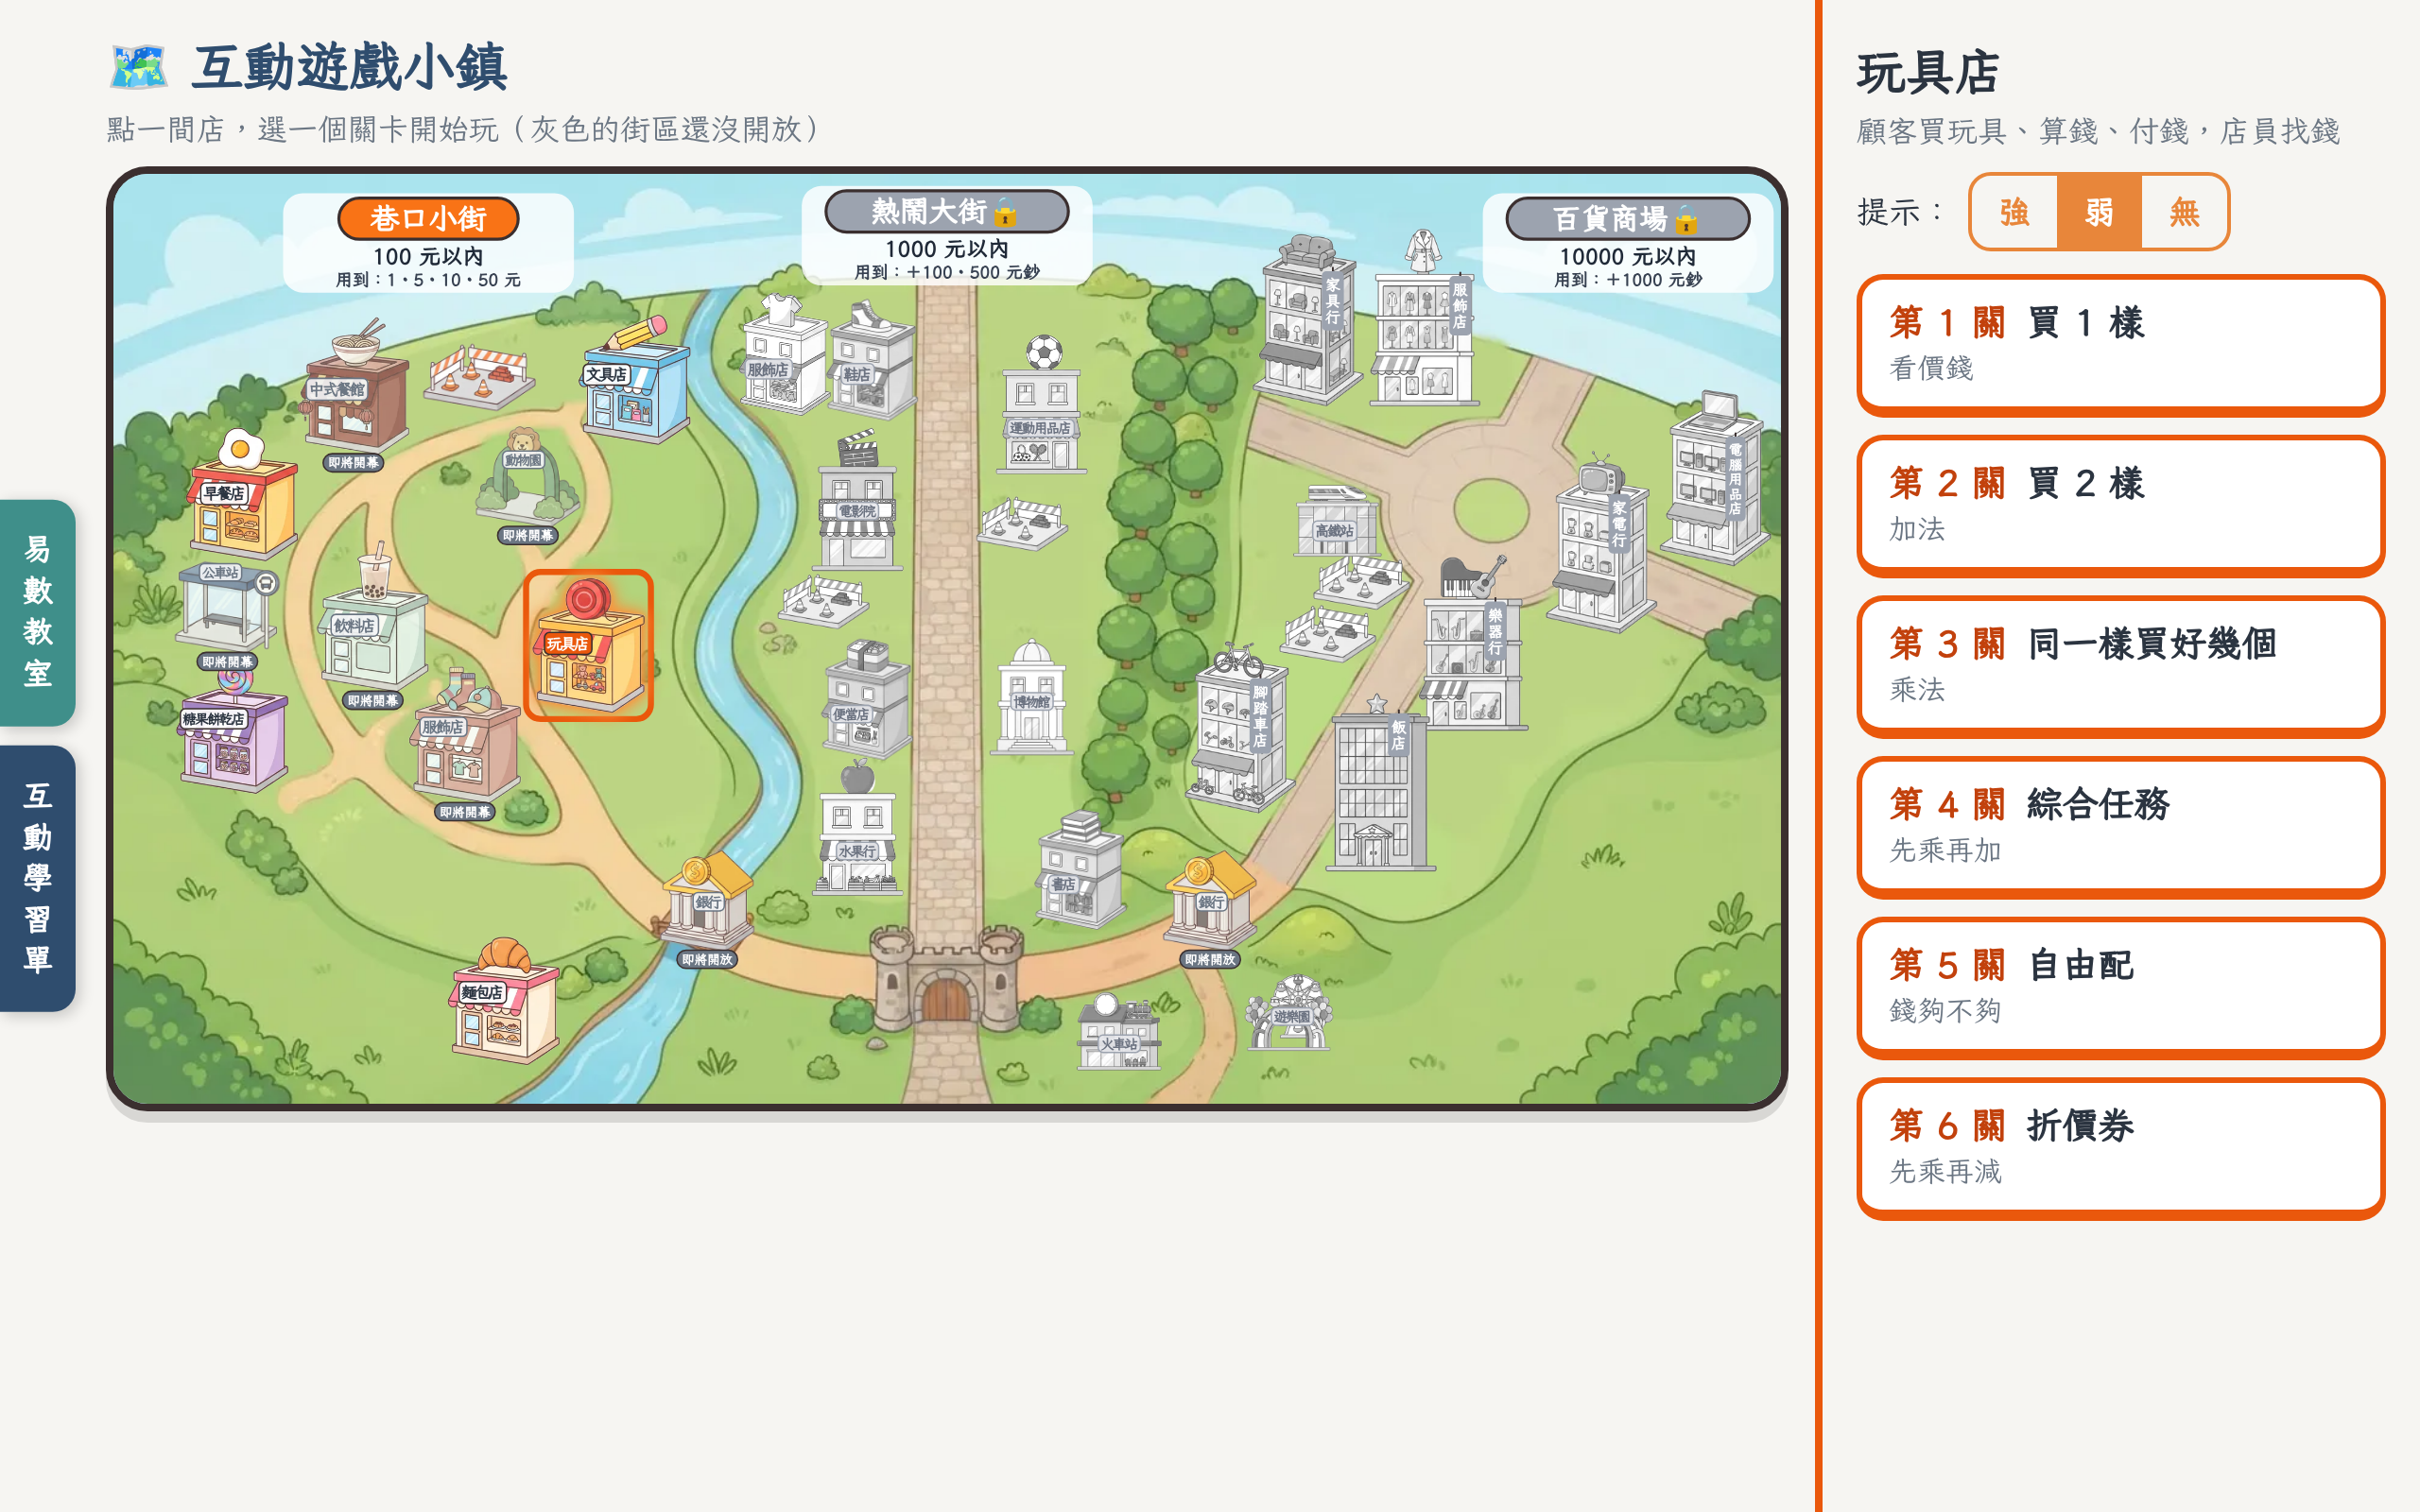 互動遊戲小鎮
點一間店，選一個關卡開始玩（灰色的街區還沒開放）
巷口小街
100 元以內
用到：1・5・10・50 元
熱鬧大街
1000 元以內
用到：＋100・500 元鈔
百貨商場
10000 元以內
用到：＋1000 元鈔
中式餐館
即將開幕
文具店
早餐店
動物園
即將開幕
公車站
即將開幕
飲料店
即將開幕
玩具店
糖果餅乾店
服飾店
即將開幕
麵包店
銀行
即將開放
服飾店
鞋店
運動用品店
電影院
便當店
博物館
水果行
書店
銀行
即將開放
火車站
遊樂園
家具行
服飾店
電腦用品店
家電行
高鐵站
樂器行
腳踏車店
飯店
易數教室
互動學習單
玩具店
顧客買玩具、算錢、付錢，店員找錢
提示：
強
弱
無
第 1 關 買 1 樣
看價錢
第 2 關 買 2 樣
加法
第 3 關 同一樣買好幾個
乘法
第 4 關 綜合任務
先乘再加
第 5 關 自由配
錢夠不夠
第 6 關 折價券
先乘再減